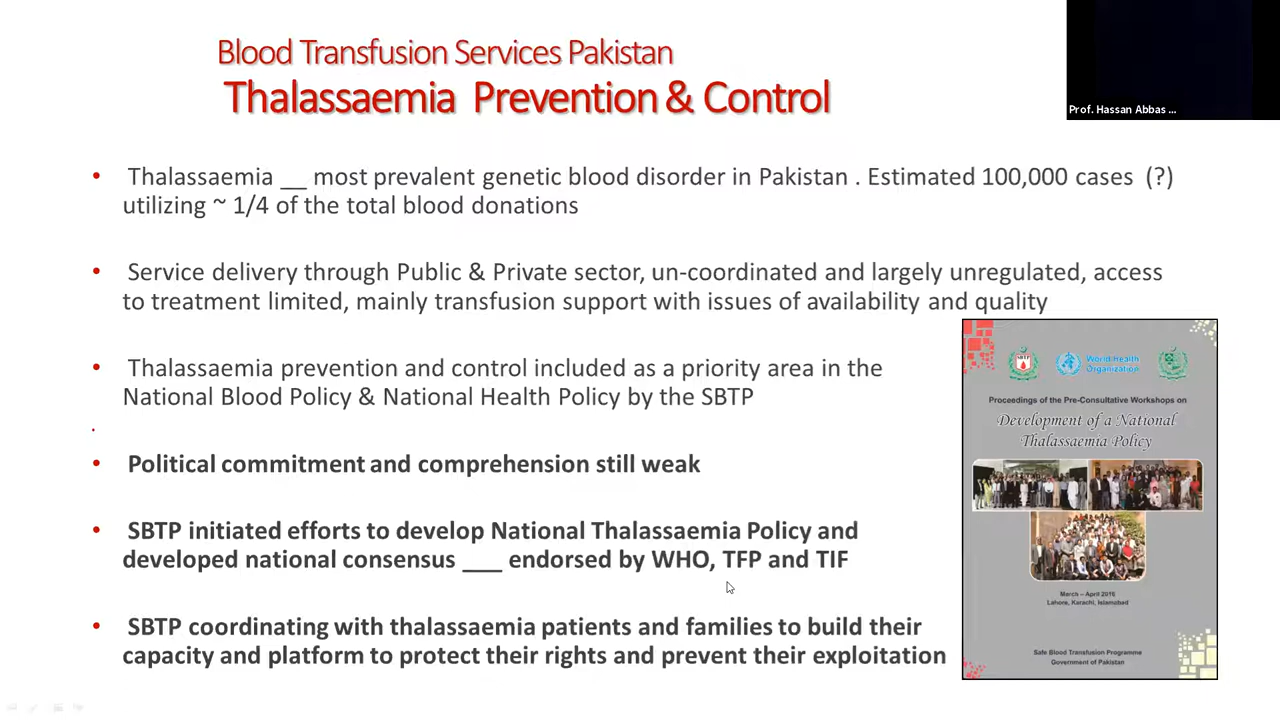 Blood Transfusion Services Pakistan
Thalassaemia Prevention & Control
Prof. Hassan Abbas ...
• Thalassaemia __ most prevalent genetic blood disorder in Pakistan . Estimated 100,000 cases (?)
utilizing ~ 1/4 of the total blood donations
• Service delivery through Public & Private sector, un-coordinated and largely unregulated, access
to treatment limited, mainly transfusion support with issues of availability and quality
• Thalassaemia prevention and control included as a priority area in the
National Blood Policy & National Health Policy by the SBTP
•
• Political commitment and comprehension still weak
• SBTP initiated efforts to develop National Thalassaemia Policy and
developed national consensus ___ endorsed by WHO, TFP and TIF
• SBTP coordinating with thalassaemia patients and families to build their
capacity and platform to protect their rights and prevent their exploitation
SBTP
World Health
Organization
Proceedings of the Pre-Consultative Workshops on
Development of a National
Thalassaemia Policy
March – April 2016
Lahore, Karachi, Islamabad
Safe Blood Transfusion Programme
Government of Pakistan